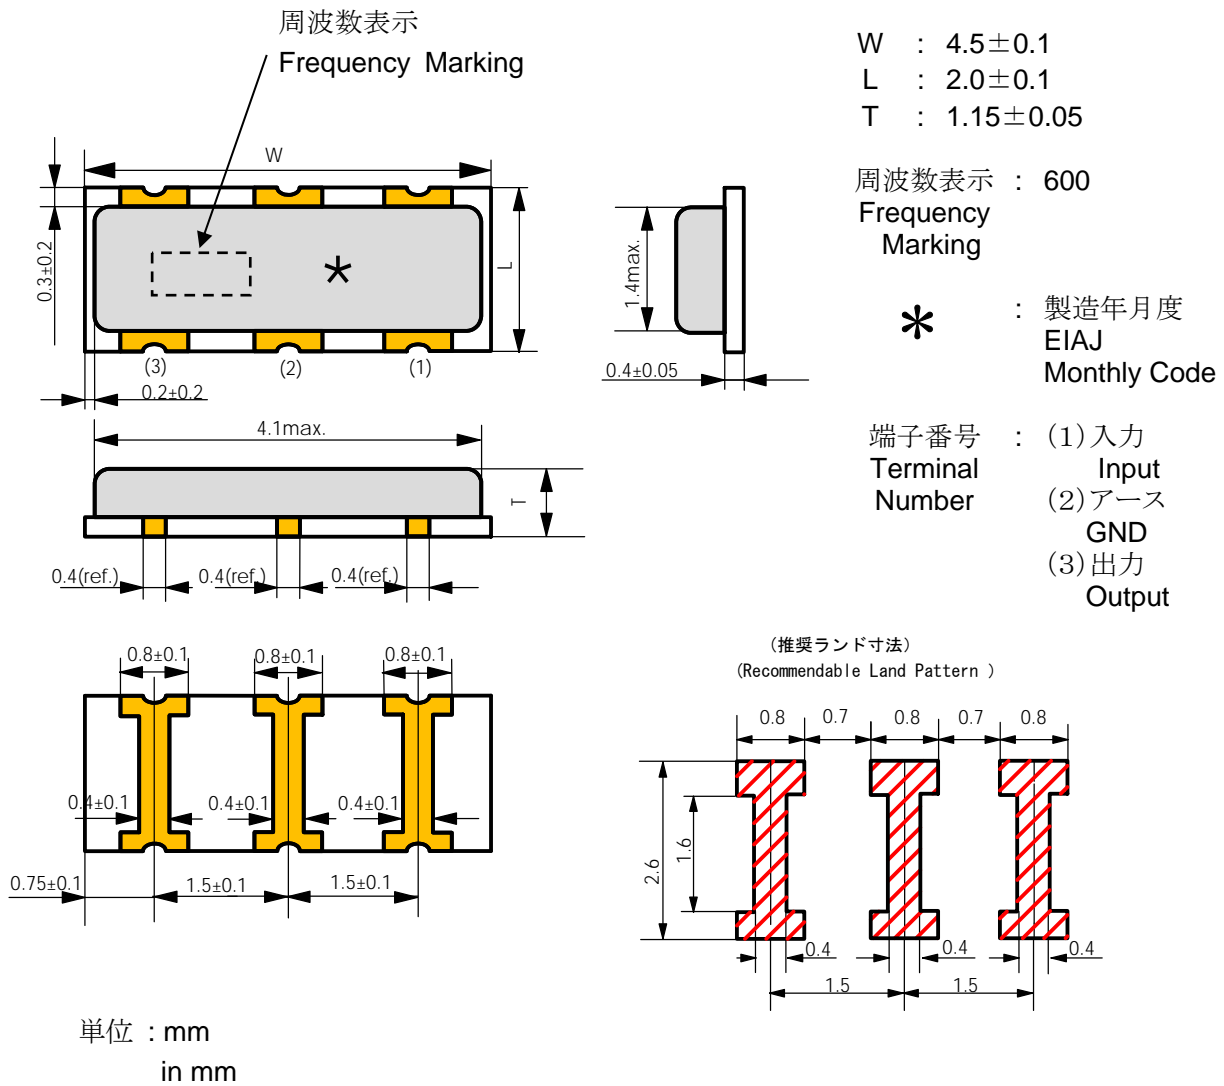 周波数表示
Frequency Marking
W : 4.5±0.1
L : 2.0±0.1
T : 1.15±0.05
周波数表示 : 600
Frequency
Marking
* : 製造年月度
EIAJ
Monthly Code
端子番号 : (1)入力
Terminal Input
Number (2)アース
GND
(3)出力
Output
W
0.3±0.2
*
L
(3) (2) (1)
0.2±0.2
1.4max.
0.4±0.05
4.1max.
T
0.4(ref.) 0.4(ref.) 0.4(ref.)
0.8±0.1 0.8±0.1 0.8±0.1
0.4±0.1 0.4±0.1 0.4±0.1
0.75±0.1 1.5±0.1 1.5±0.1
(推奨ランド寸法)
(Recommendable Land Pattern )
0.8 0.7 0.8 0.7 0.8
2.6
1.6
0.4 0.4 0.4
1.5 1.5
単位 : mm
in mm